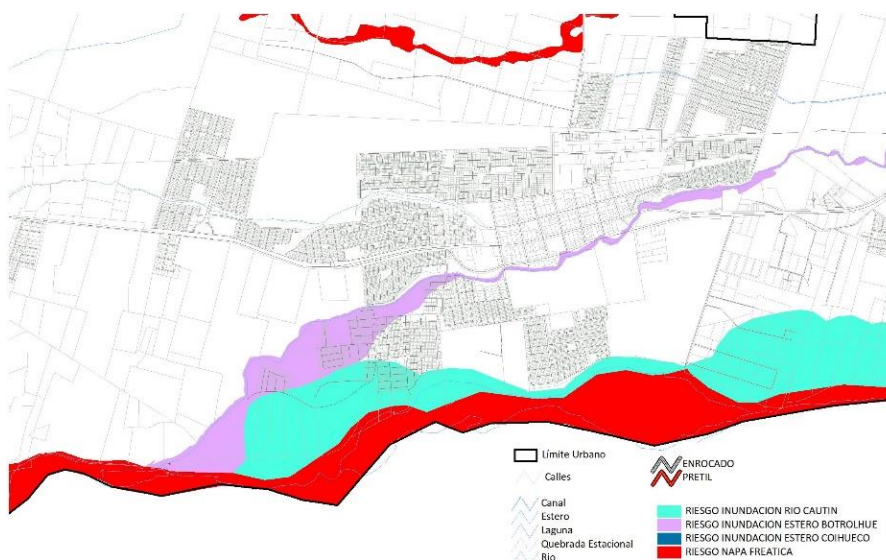 Límite Urbano
Calles
Canal
Estero
Laguna
Quebrada Estacional
Río
ENROCADO
PRETIL
RIESGO INUNDACION RIO CAUTIN
RIESGO INUNDACION ESTERO BOTROLHUE
RIESGO INUNDACION ESTERO COIHUECO
RIESGO NAPA FREATICA